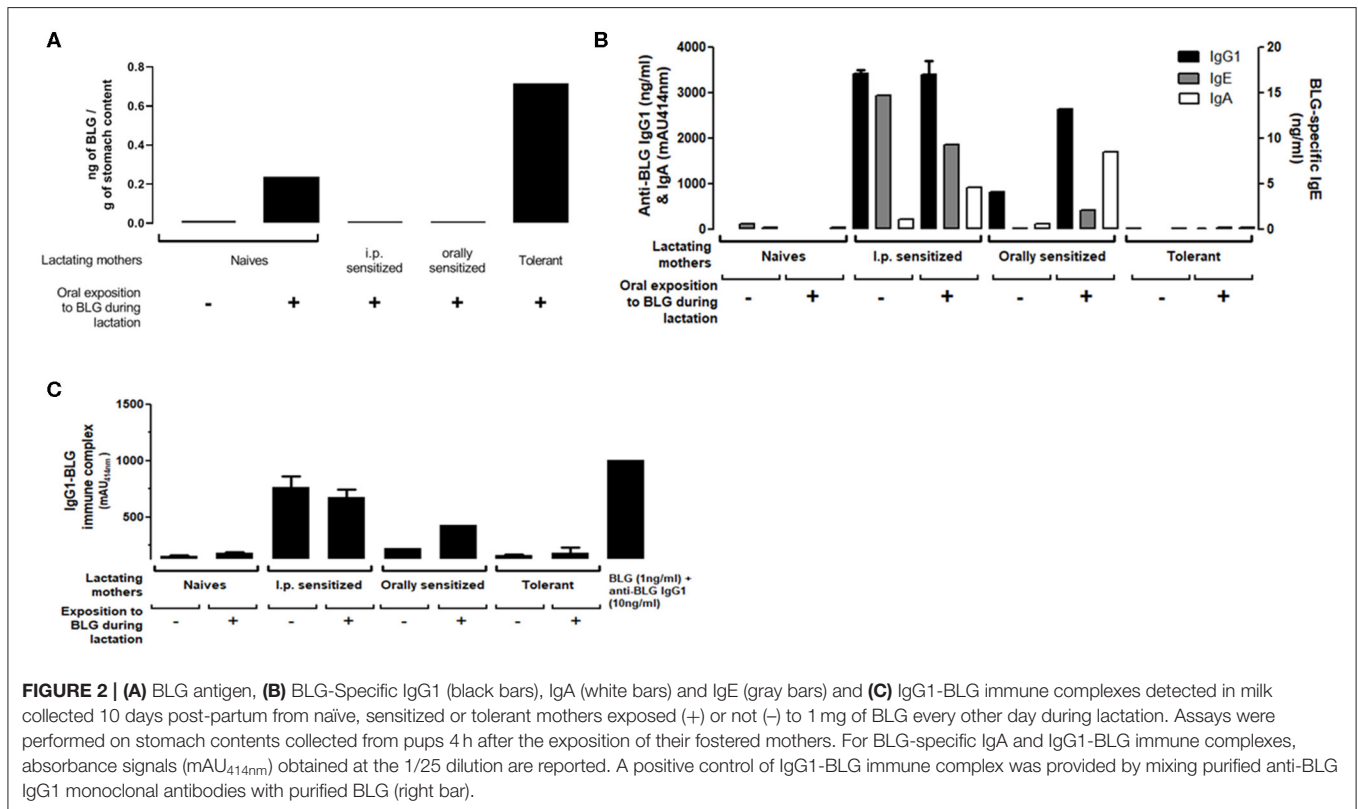 A
ng of BLG /
g of stomach content
0.8
0.6
0.4
0.2
0.0
Lactating mothers
Naives
i.p.
sensitized
orally
sensitized
Tolerant
Oral exposition
to BLG during
lactation
- + + + +
B
Anti-BLG IgG1 (ng/ml)
& IgA (mAU414nm)
4000
3000
2000
1000
0
IgG1
IgE
IgA
20
15
10
5
0
BLG-specific IgE
(ng/ml)
Lactating
mothers
Naives
I.p. sensitized
Orally sensitized
Tolerant
Oral exposition
to BLG during
lactation
- + - + - + - +
C
IgG1-BLG
immune complex
(mAU414nm)
1500
1000
500
Lactating
mothers
Naives
I.p. sensitized
Orally sensitized
Tolerant
BLG (1ng/ml) +
anti-BLG IgG1
(10ng/ml)
Exposition to
BLG during
lactation
- + - + - + - +
FIGURE 2 | (A) BLG antigen, (B) BLG-Specific IgG1 (black bars), IgA (white bars) and IgE (gray bars) and (C) IgG1-BLG immune complexes detected in milk
collected 10 days post-partum from naïve, sensitized or tolerant mothers exposed (+) or not (–) to 1 mg of BLG every other day during lactation. Assays were
performed on stomach contents collected from pups 4 h after the exposition of their fostered mothers. For BLG-specific IgA and IgG1-BLG immune complexes,
absorbance signals (mAU414nm) obtained at the 1/25 dilution are reported. A positive control of IgG1-BLG immune complex was provided by mixing purified anti-BLG
IgG1 monoclonal antibodies with purified BLG (right bar).